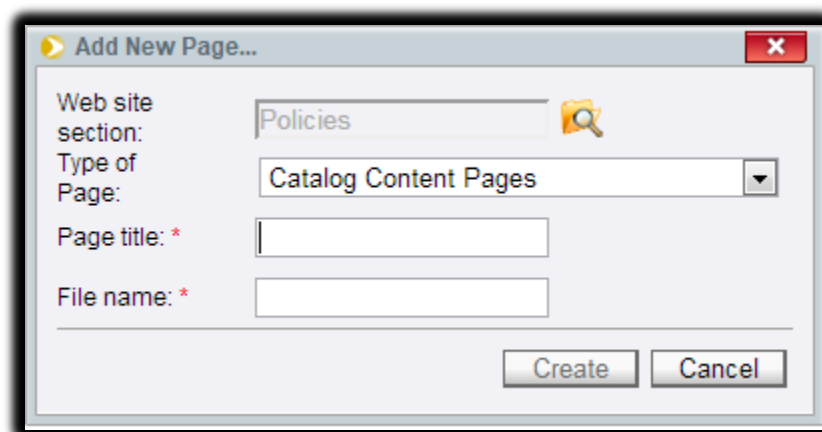 Add New Page...
Web site
section:
Policies
Type of
Page:
Catalog Content Pages
Page title: *
File name: *
Create
Cancel